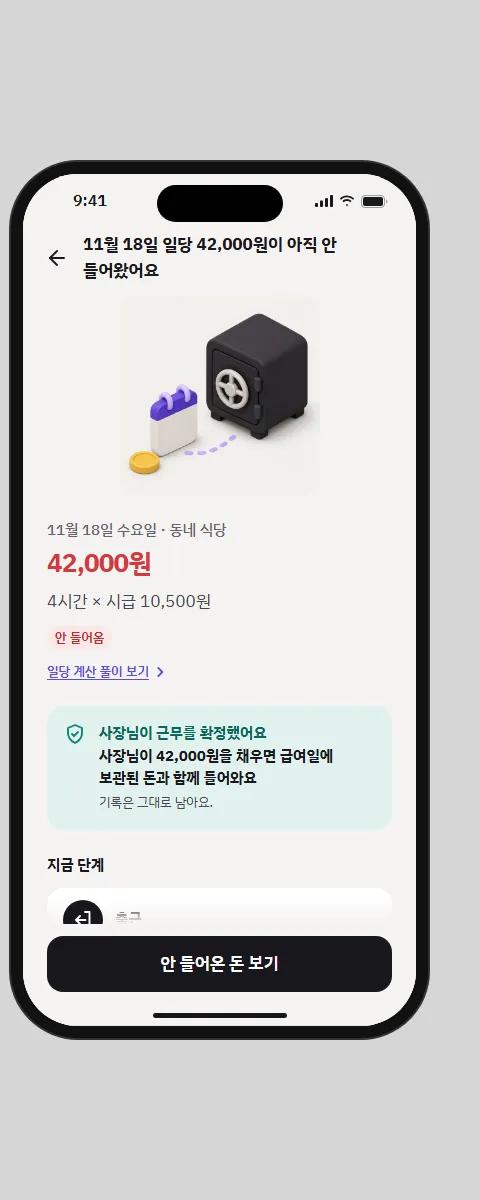 9:41
11월 18일 일당 42,000원이 아직 안
들어왔어요
11월 18일 수요일 · 동네 식당
42,000원
4시간 × 시급 10,500원
안 들어옴
일당 계산 풀이 보기
사장님이 근무를 확정했어요
사장님이 42,000원을 채우면 급여일에
보관된 돈과 함께 들어와요
기록은 그대로 남아요.
지금 단계
안 들어온 돈 보기